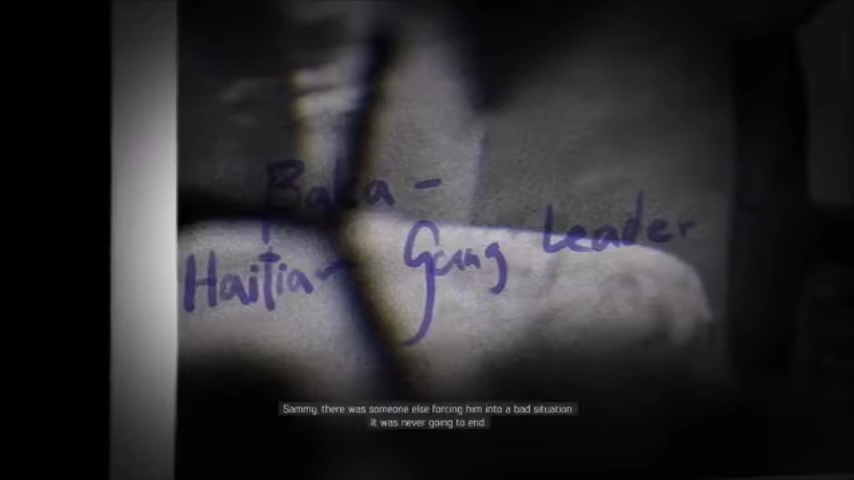 Baka -
Haitian Gang Leader
Sammy, there was someone else forcing him into a bad situation.
It was never going to end.